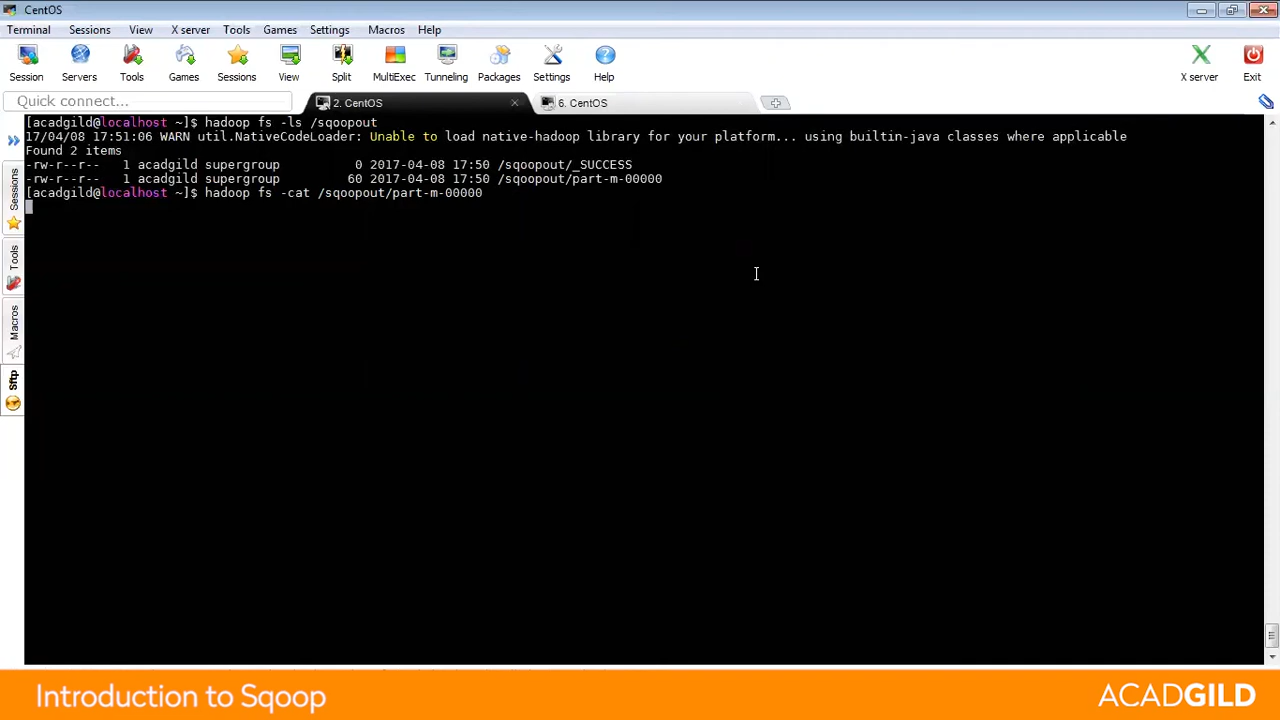 CentOS
Terminal Sessions View X server Tools Games Settings Macros Help
Session Servers Tools Games Sessions View Split MultiExec Tunneling Packages Settings Help X server Exit
Quick connect...
2. CentOS
6. CentOS
Sessions
Tools
Macros
Sftp
[acadgild@localhost ~]$ hadoop fs -ls /sqoopout
17/04/08 17:51:06 WARN util.NativeCodeLoader: Unable to load native-hadoop library for your platform... using builtin-java classes where applicable
Found 2 items
-rw-r--r-- 1 acadgild supergroup 0 2017-04-08 17:50 /sqoopout/_SUCCESS
-rw-r--r-- 1 acadgild supergroup 60 2017-04-08 17:50 /sqoopout/part-m-00000
[acadgild@localhost ~]$ hadoop fs -cat /sqoopout/part-m-00000
Introduction to Sqoop
ACADGILD